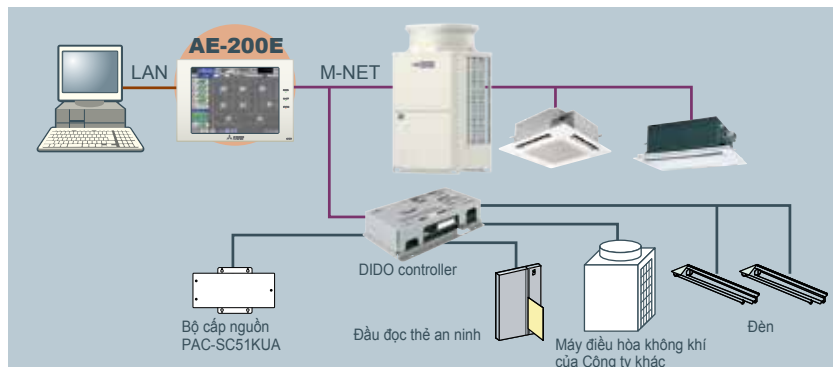 AE-200E
LAN
M-NET
DIDO controller
Bộ cấp nguồn
PAC-SC51KUA
Đầu đọc thẻ an ninh
Máy điều hòa không khí
của Công ty khác
Đèn